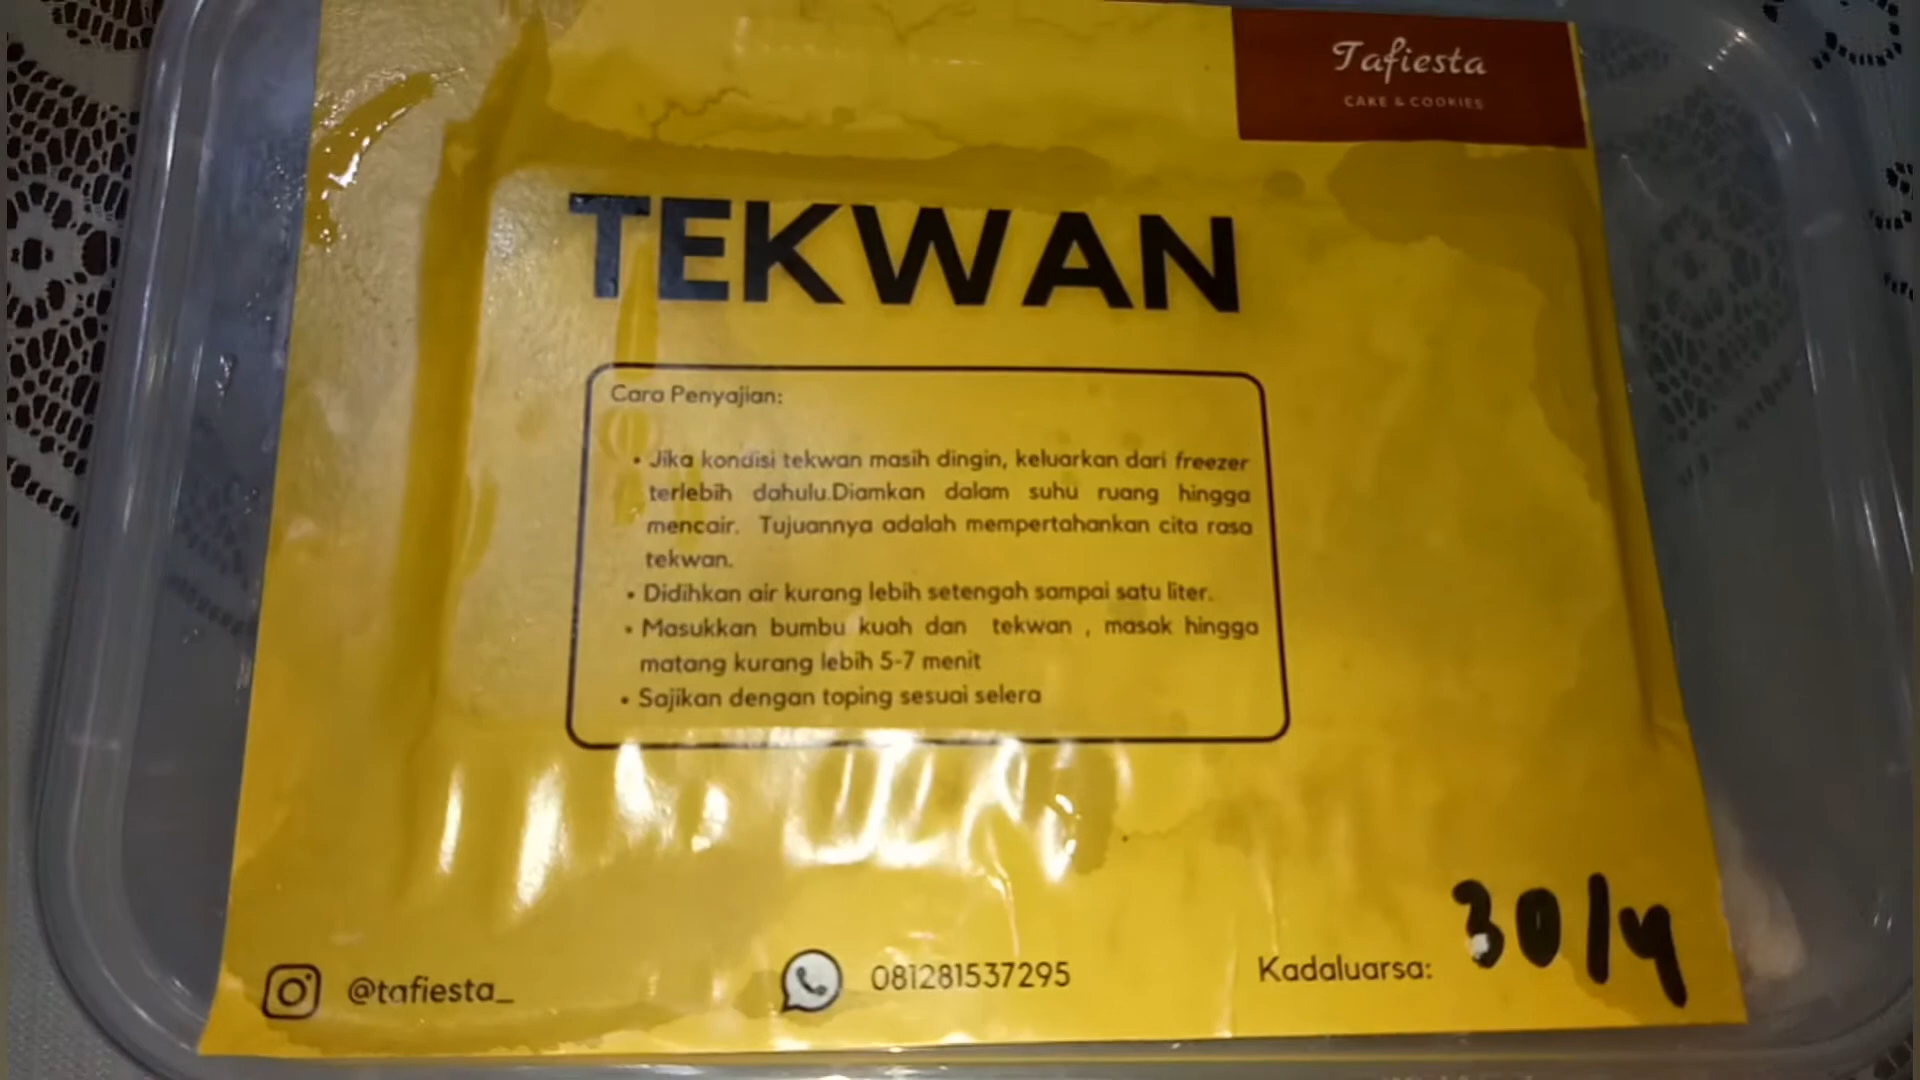 Tafiesta
CAKE & COOKIES
TEKWAN
Cara Penyajian:
• Jika kondisi tekwan masih dingin, keluarkan dari freezer
terlebih dahulu.Diamkan dalam suhu ruang hingga
mencair. Tujuannya adalah mempertahankan cita rasa
tekwan.
• Didihkan air kurang lebih setengah sampai satu liter.
• Masukkan bumbu kuah dan tekwan , masak hingga
matang kurang lebih 5-7 menit
• Sajikan dengan toping sesuai selera
@tafiesta_
081281537295
Kadaluarsa: 30/4